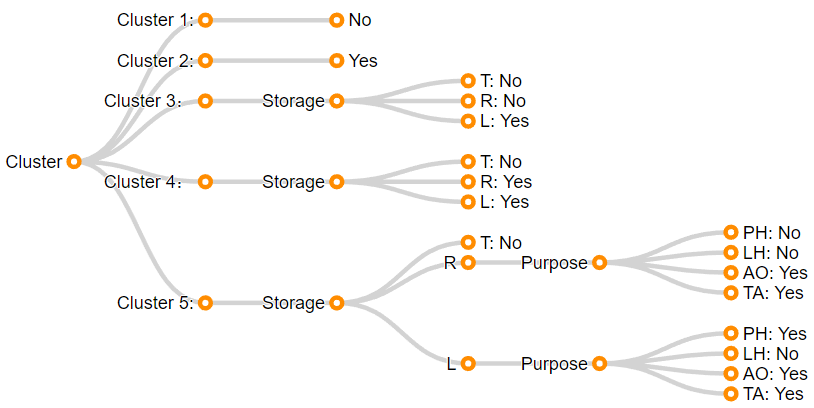 Cluster 1:
No
Cluster 2:
Yes
Cluster 3:
Storage
T: No
R: No
L: Yes
Cluster
Cluster 4:
Storage
T: No
R: Yes
L: Yes
Cluster 5:
Storage
T: No
R
Purpose
PH: No
LH: No
AO: Yes
TA: Yes
L
Purpose
PH: Yes
LH: No
AO: Yes
TA: Yes